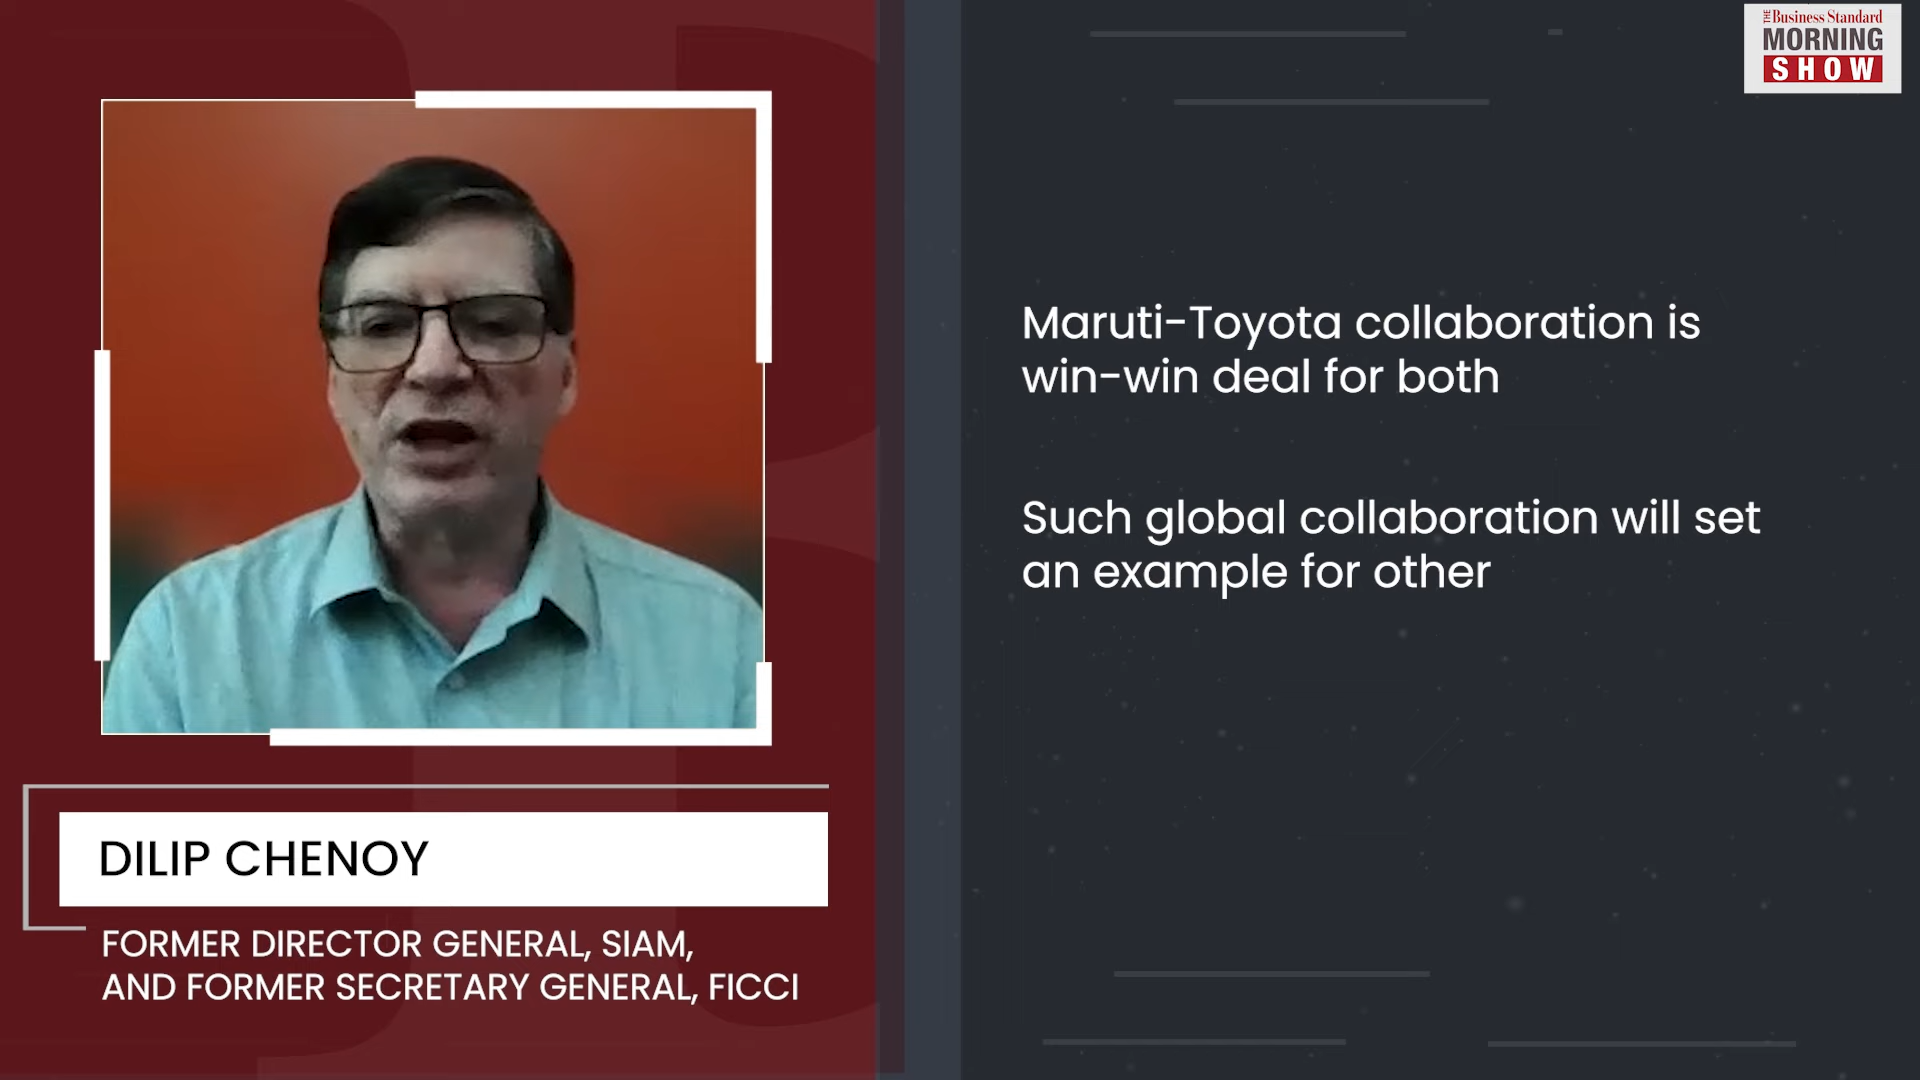 THE Business Standard
MORNING
SHOW
Maruti-Toyota collaboration is
win-win deal for both
Such global collaboration will set
an example for other
DILIP CHENOY
FORMER DIRECTOR GENERAL, SIAM,
AND FORMER SECRETARY GENERAL, FICCI